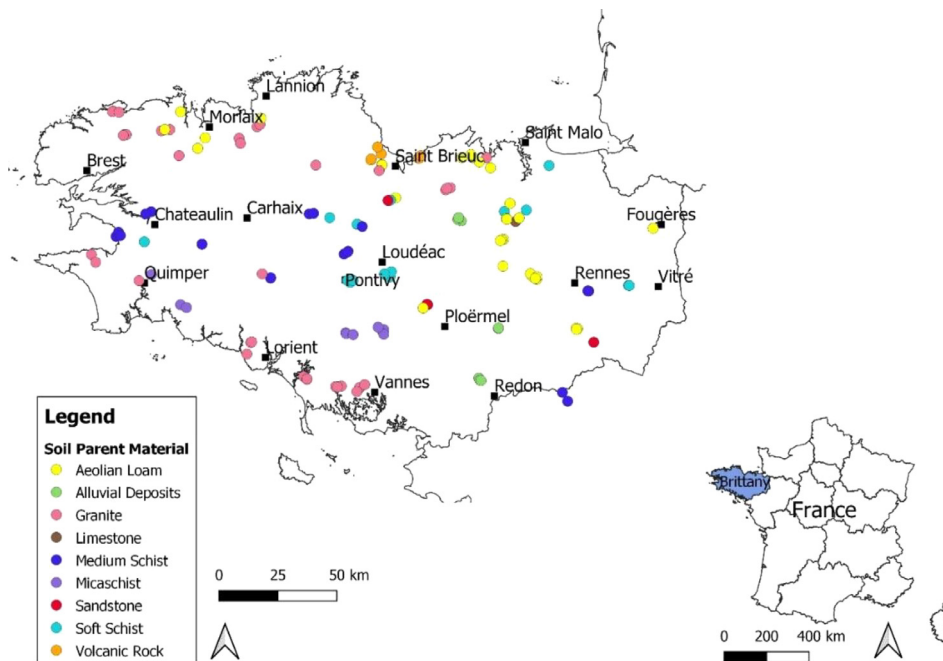 Lannion
Morlaix
Saint Malo
Brest
Saint Brieuc
Chateaulin
Carhaix
Fougères
Loudéac
Quimper
Pontivy
Rennes
Vitré
Ploërmel
Lorient
Vannes
Redon
Legend
Soil Parent Material
Aeolian Loam
Alluvial Deposits
Granite
Limestone
Medium Schist
Micaschist
Sandstone
Soft Schist
Volcanic Rock
0 25 50 km
Brittany
France
0 200 400 km